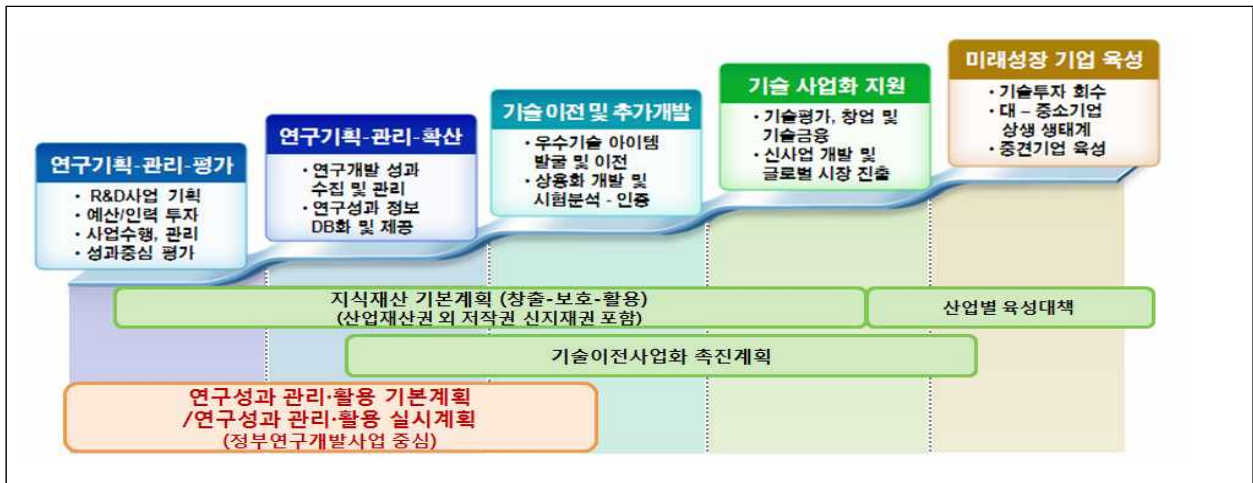 연구기획-관리-평가
• R&D사업 기획
• 예산/인력 투자
• 사업수행, 관리
• 성과중심 평가
연구기획-관리-확산
• 연구개발 성과
수집 및 관리
• 연구성과 정보
DB화 및 제공
기술 이전 및 추가개발
• 우수기술 아이템
발굴 및 이전
• 상용화 개발 및
시험분석 - 인증
기술 사업화 지원
• 기술평가, 창업 및
기술금융
• 신사업 개발 및
글로벌 시장 진출
미래성장 기업 육성
• 기술투자 회수
• 대 – 중소기업
상생 생태계
• 중견기업 육성
지식재산 기본계획 (창출-보호-활용)
(산업재산권 외 저작권 신지재권 포함)
산업별 육성대책
기술이전사업화 촉진계획
연구성과 관리·활용 기본계획
/연구성과 관리·활용 실시계획
(정부연구개발사업 중심)